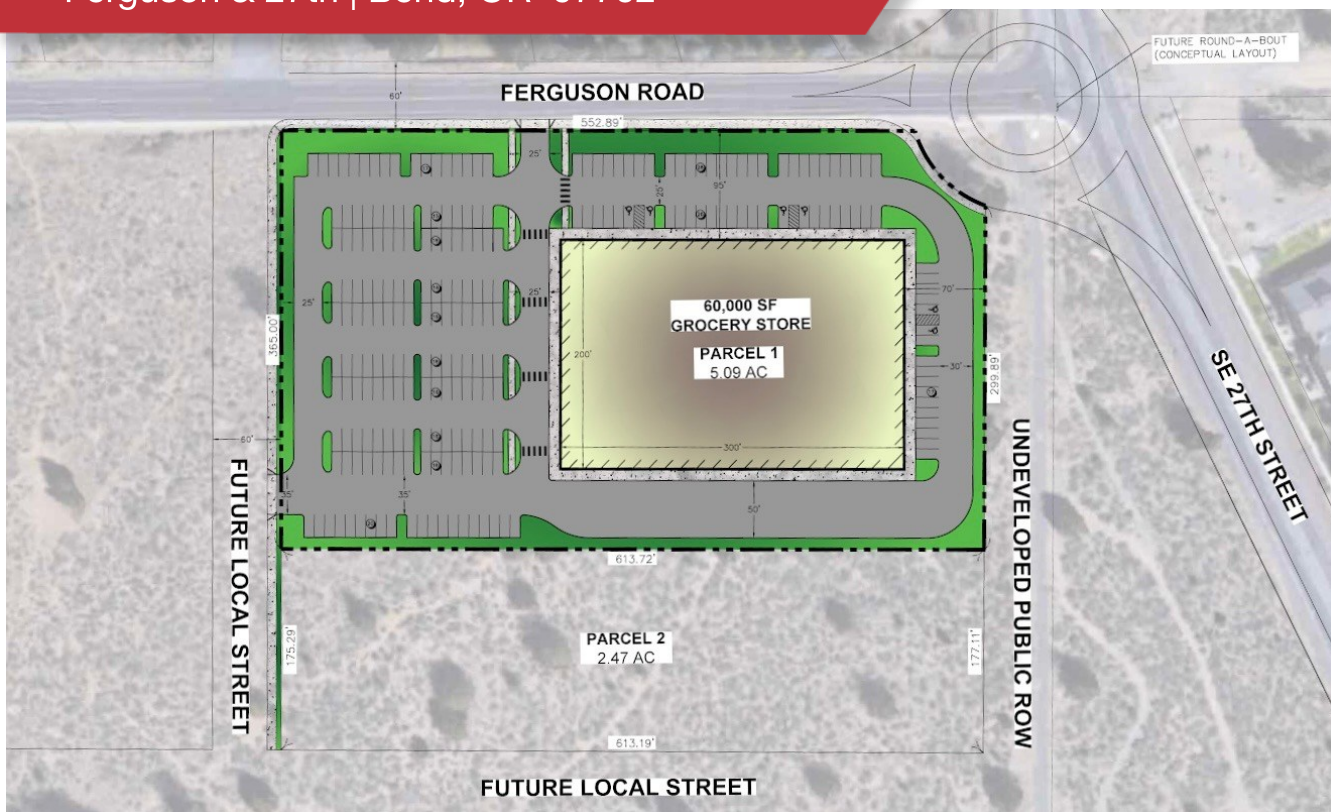 FUTURE ROUND-A-BOUT
(CONCEPTUAL LAYOUT)
FERGUSON ROAD
60'
552.89'
25'
25'
95'
25'
25'
365.00'
60,000 SF
GROCERY STORE
PARCEL 1
5.09 AC
200'
300'
70'
30'
299.89'
SE 27TH STREET
60'
35'
35'
50'
613.72'
FUTURE LOCAL STREET
UNDEVELOPED PUBLIC ROW
175.29'
PARCEL 2
2.47 AC
177.11'
613.19'
FUTURE LOCAL STREET